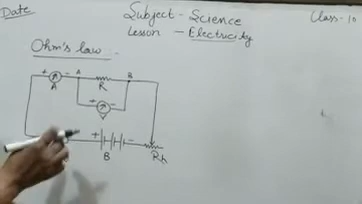 Date
Subject - Science
Class- 10
Lesson - Electricity
Ohm's law
+ - A B + -
A R
+ -
V
+ -
B Rh